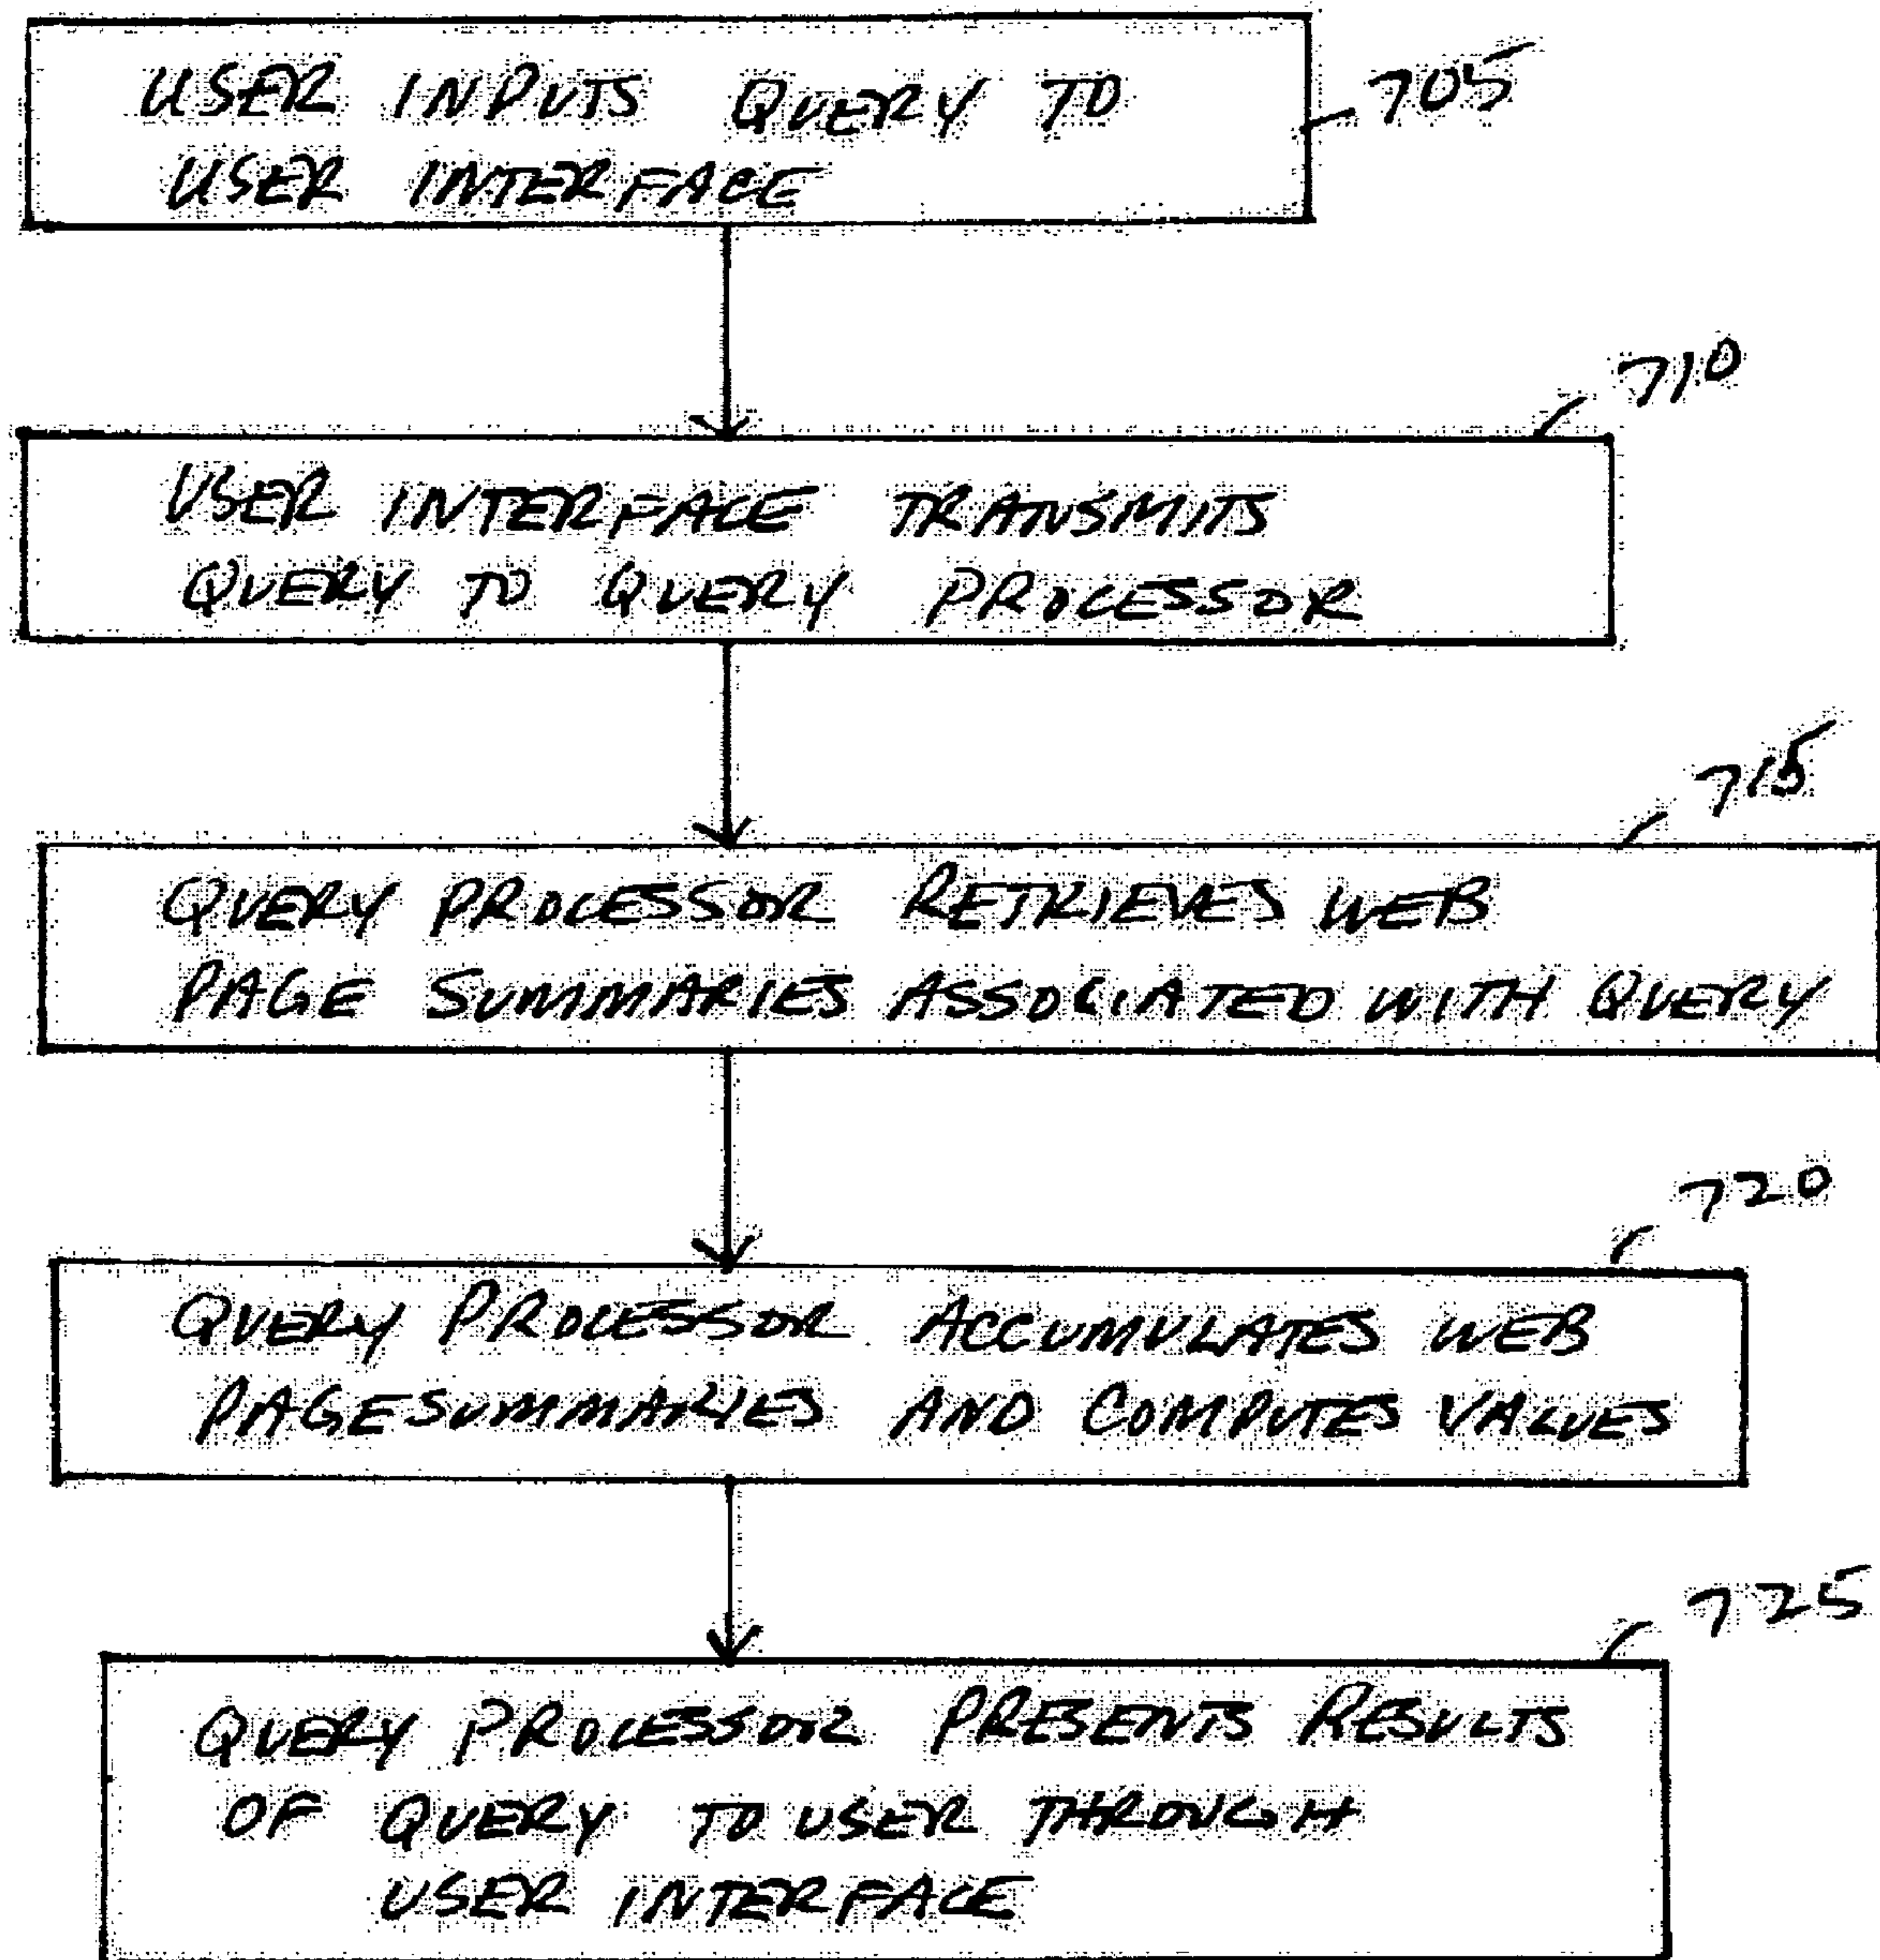 USER INPUTS QUERY TO
USER INTERFACE
705
710
USER INTERFACE TRANSMITS
QUERY TO QUERY PROCESSOR
715
QUERY PROCESSOR RETRIEVES WEB
PAGE SUMMARIES ASSOCIATED WITH QUERY
720
QUERY PROCESSOR ACCUMULATES WEB
PAGE SUMMARIES AND COMPUTES VALUES
725
QUERY PROCESSOR PRESENTS RESULTS
OF QUERY TO USER THROUGH
USER INTERFACE